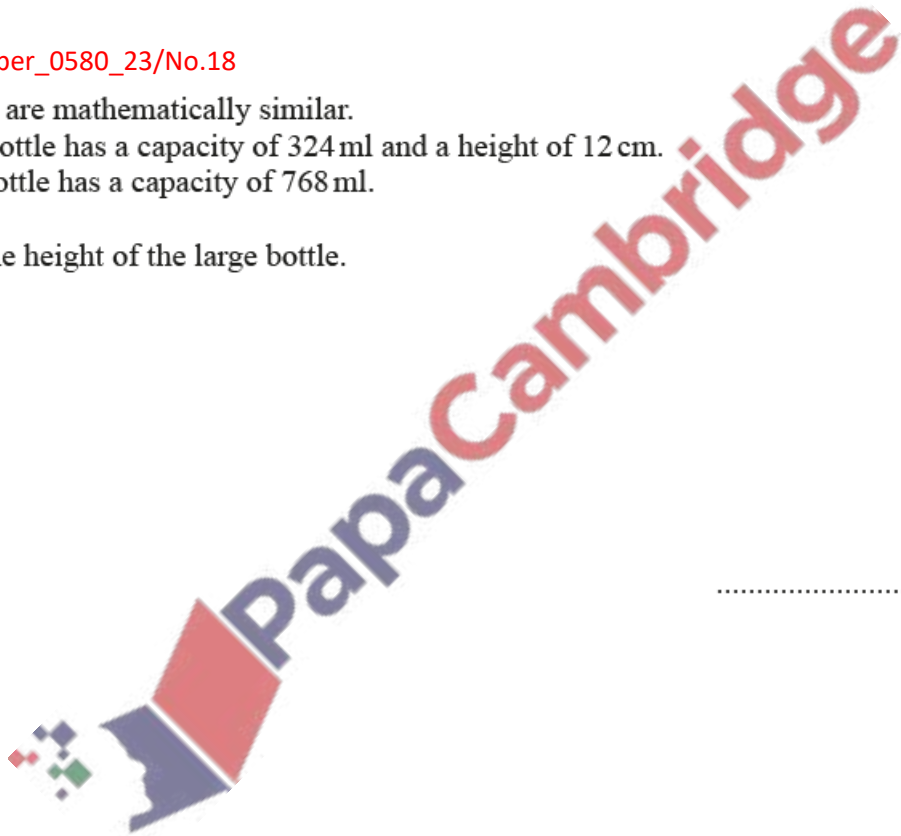 per_0580_23/No.18
are mathematically similar.
ottle has a capacity of 324 ml and a height of 12 cm.
ottle has a capacity of 768 ml.
e height of the large bottle.
PapaCambridge
........................